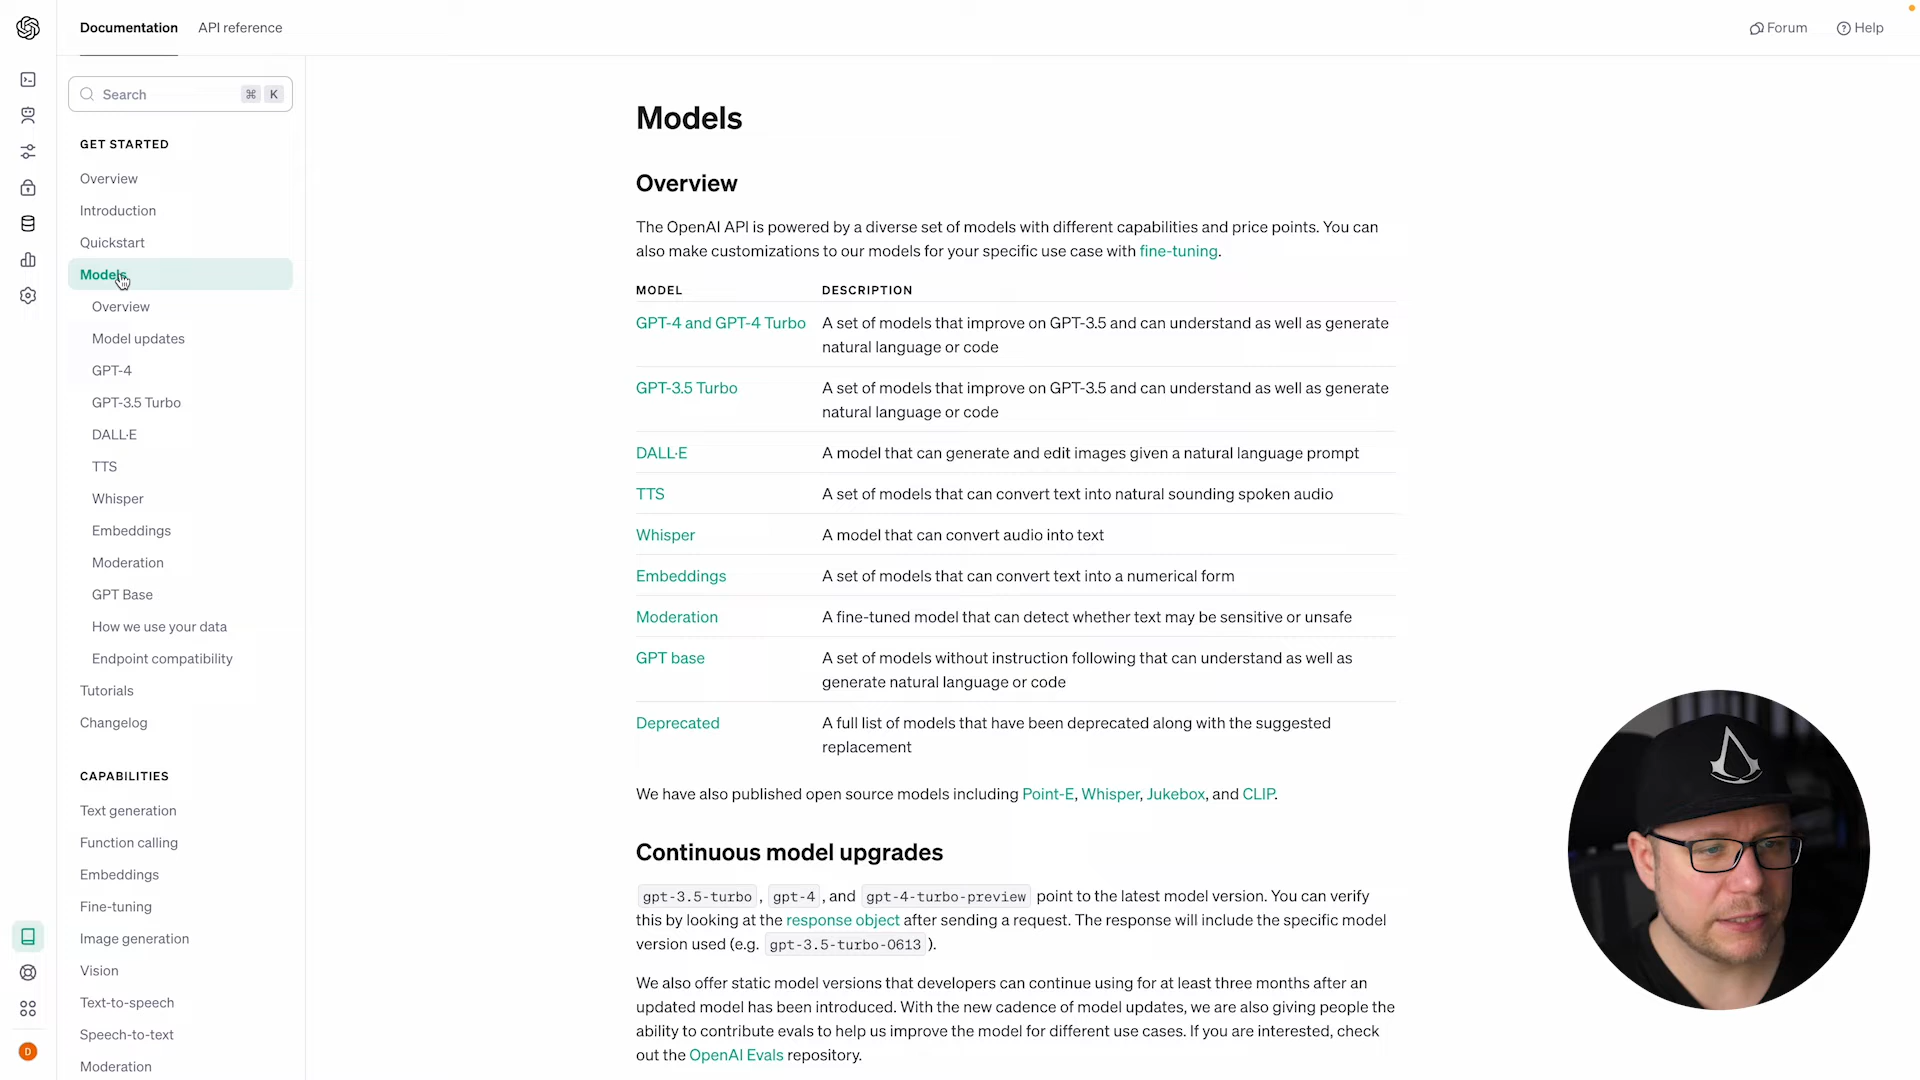 Documentation
API reference
Forum
Help
Search
⌘ K
GET STARTED
Overview
Introduction
Quickstart
Models
Overview
Model updates
GPT-4
GPT-3.5 Turbo
DALL·E
TTS
Whisper
Embeddings
Moderation
GPT Base
How we use your data
Endpoint compatibility
Tutorials
Changelog
CAPABILITIES
Text generation
Function calling
Embeddings
Fine-tuning
Image generation
Vision
Text-to-speech
Speech-to-text
Moderation
D
Models
Overview
The OpenAI API is powered by a diverse set of models with different capabilities and price points. You can
also make customizations to our models for your specific use case with fine-tuning.
MODEL DESCRIPTION
GPT-4 and GPT-4 Turbo A set of models that improve on GPT-3.5 and can understand as well as generate
natural language or code
GPT-3.5 Turbo A set of models that improve on GPT-3.5 and can understand as well as generate
natural language or code
DALL·E A model that can generate and edit images given a natural language prompt
TTS A set of models that can convert text into natural sounding spoken audio
Whisper A model that can convert audio into text
Embeddings A set of models that can convert text into a numerical form
Moderation A fine-tuned model that can detect whether text may be sensitive or unsafe
GPT base A set of models without instruction following that can understand as well as
generate natural language or code
Deprecated A full list of models that have been deprecated along with the suggested
replacement
We have also published open source models including Point-E, Whisper, Jukebox, and CLIP.
Continuous model upgrades
gpt-3.5-turbo , gpt-4 , and gpt-4-turbo-preview point to the latest model version. You can verify
this by looking at the response object after sending a request. The response will include the specific model
version used (e.g. gpt-3.5-turbo-0613 ).
We also offer static model versions that developers can continue using for at least three months after an
updated model has been introduced. With the new cadence of model updates, we are also giving people the
ability to contribute evals to help us improve the model for different use cases. If you are interested, check
out the OpenAI Evals repository.